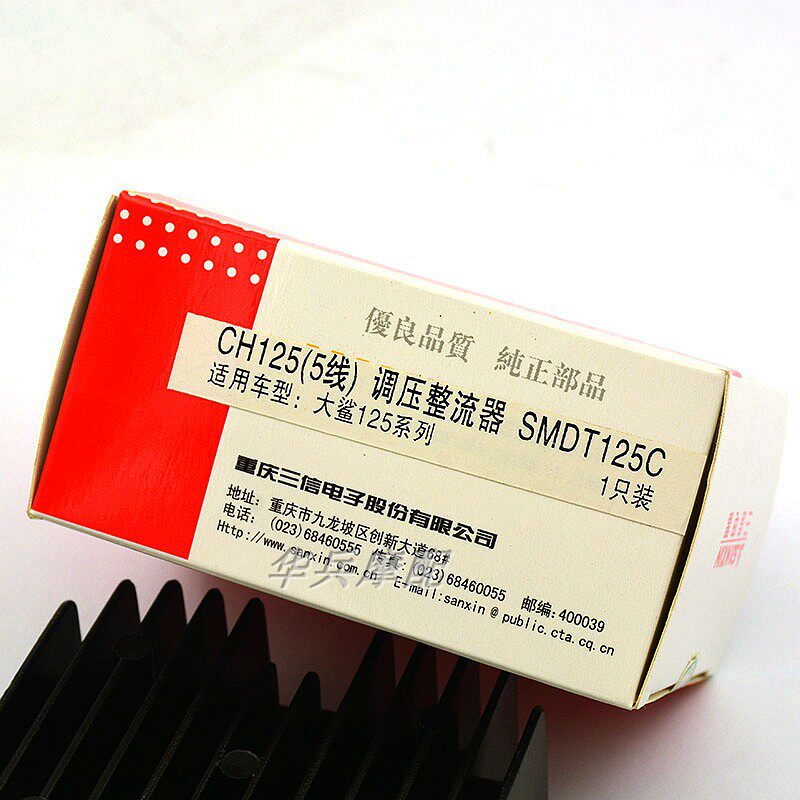 優良品質 純正部品
CH125(5线) 调压整流器 SMDT125C
适用车型: 大鲨125系列
1只装
重庆三信电子股份有限公司
地址: 重庆市九龙坡区创新大道68#
电话: (023)68460555 传真: (023)68460055 邮编:400039
Http://www.sanxin.com.cn E-mail:sanxin@public.cta.cq.cn
华兵摩配